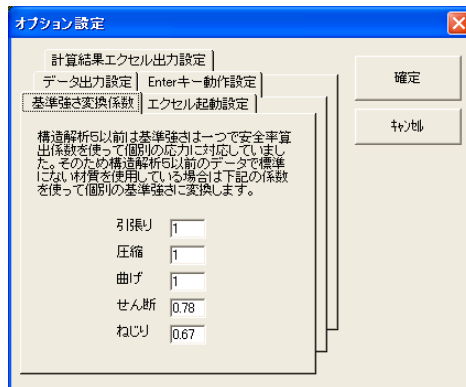 オプション設定
計算結果エクセル出力設定
データ出力設定 Enterキー動作設定
基準強さ変換係数 エクセル起動設定
構造解析5以前は基準強さは一つで安全率算
出係数を使って個別の応力に対応していまし
た。そのため構造解析5以前のデータで標準
にない材質を使用している場合は下記の係数
を使って個別の基準強さに変換します。
引張り 1
圧縮 1
曲げ 1
せん断 0.78
ねじり 0.67
確定
ｷｬﾝｾﾙ